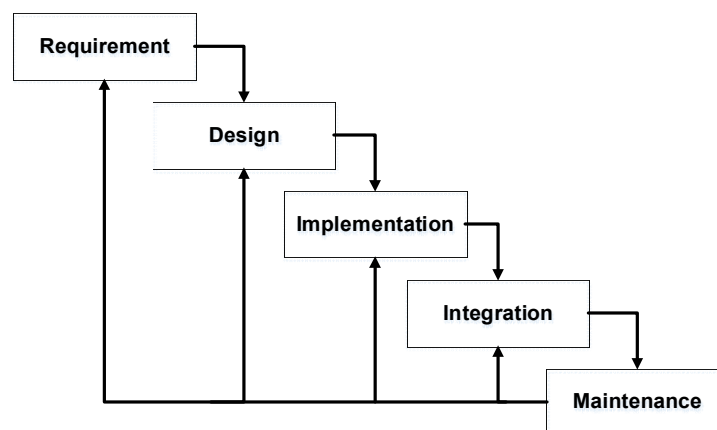 Requirement
Design
Implementation
Integration
Maintenance